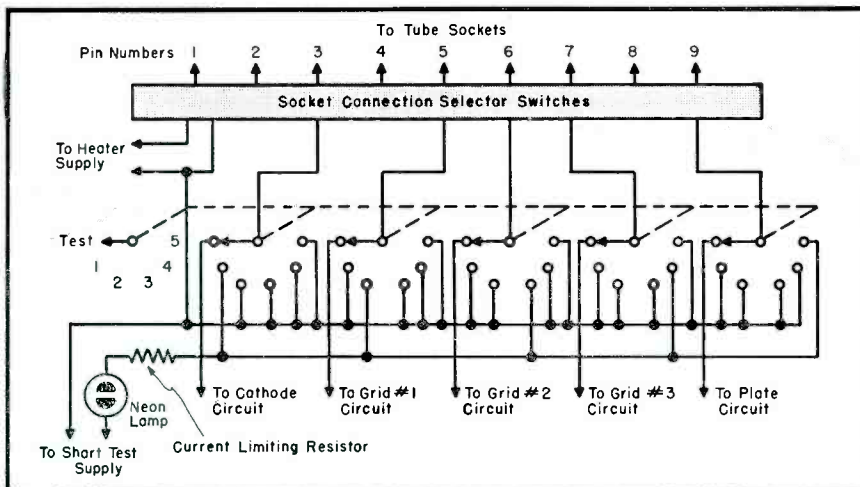 To Tube Sockets
Pin Numbers 1 2 3 4 5 6 7 8 9
Socket Connection Selector Switches
To Heater
Supply
Test
1 2 3 4 5
To Cathode
Circuit
To Grid #1
Circuit
To Grid #2
Circuit
To Grid #3
Circuit
To Plate
Circuit
Neon
Lamp
Current Limiting Resistor
To Short Test
Supply